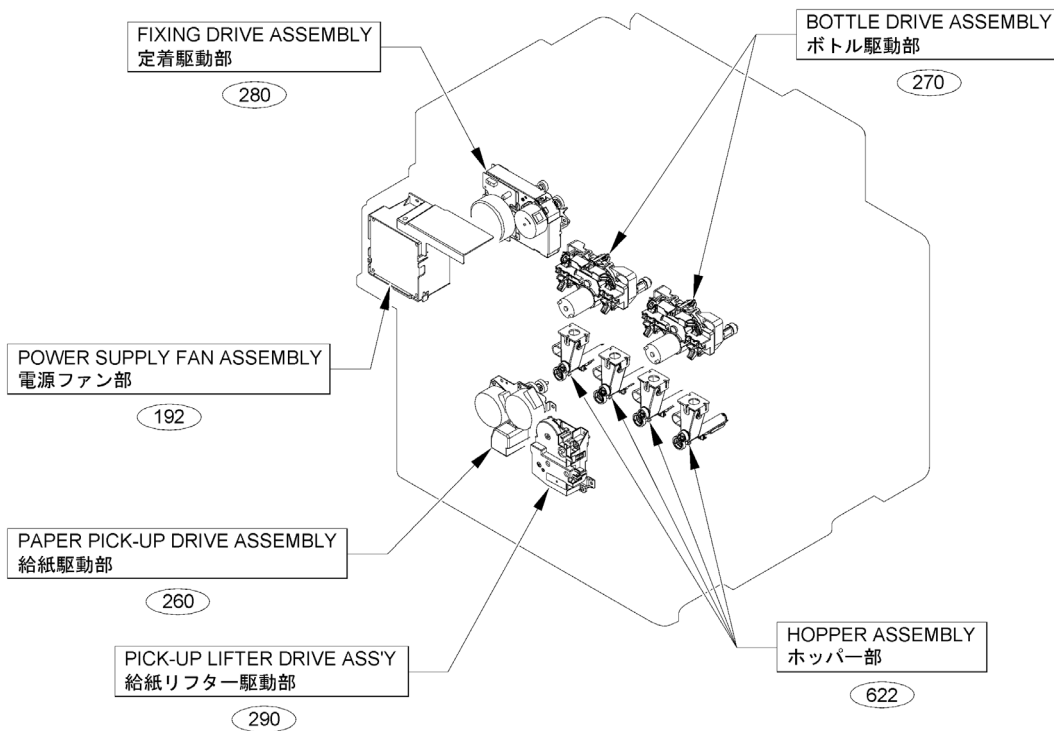 FIXING DRIVE ASSEMBLY
定着駆動部
280
BOTTLE DRIVE ASSEMBLY
ボトル駆動部
270
POWER SUPPLY FAN ASSEMBLY
電源ファン部
192
PAPER PICK-UP DRIVE ASSEMBLY
給紙駆動部
260
PICK-UP LIFTER DRIVE ASS'Y
給紙リフター駆動部
290
HOPPER ASSEMBLY
ホッパー部
622